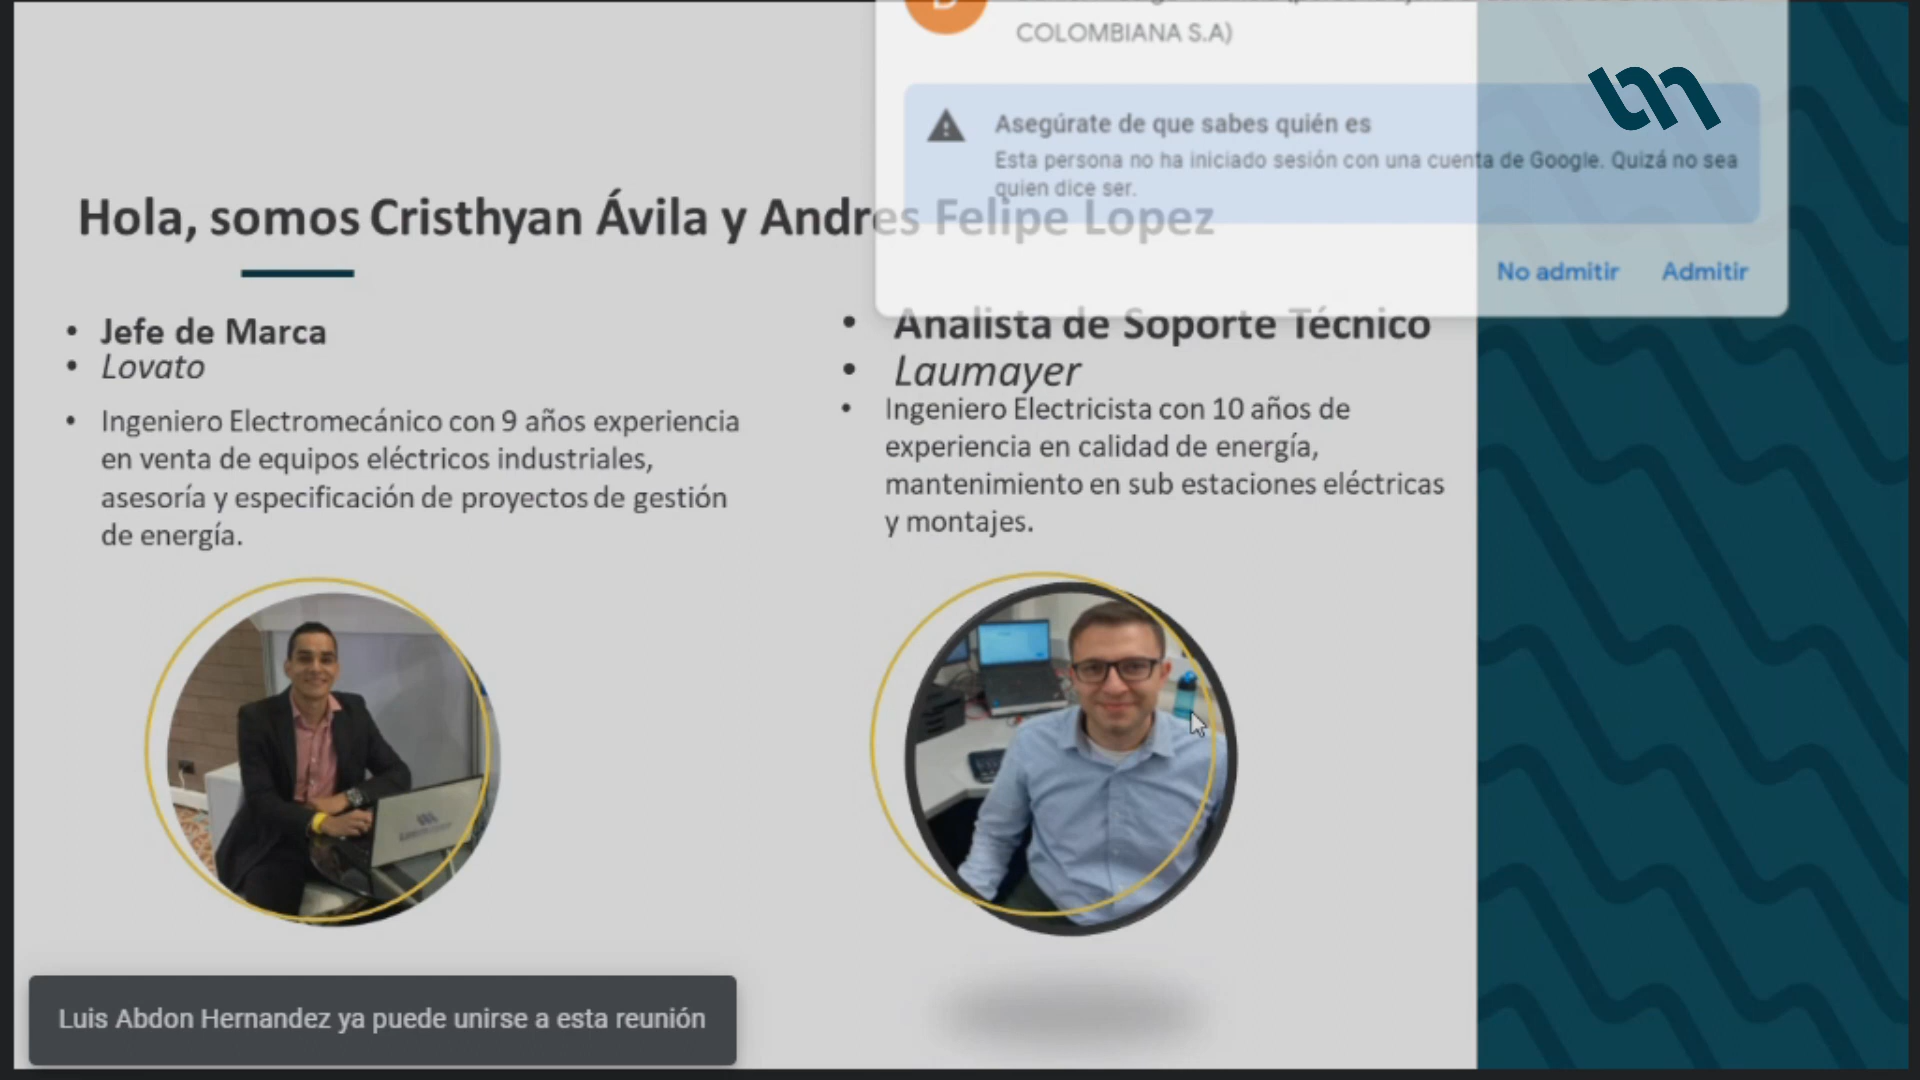 COLOMBIANA S.A)
Asegúrate de que sabes quién es
Esta persona no ha iniciado sesión con una cuenta de Google. Quizá no sea
quien dice ser.
No admitir Admitir
Hola, somos Cristhyan Ávila y Andres Felipe Lopez
• Jefe de Marca
• Lovato
• Ingeniero Electromecánico con 9 años experiencia
en venta de equipos eléctricos industriales,
asesoría y especificación de proyectos de gestión
de energía.
• Analista de Soporte Técnico
• Laumayer
• Ingeniero Electricista con 10 años de
experiencia en calidad de energía,
mantenimiento en sub estaciones eléctricas
y montajes.
Luis Abdon Hernandez ya puede unirse a esta reunión